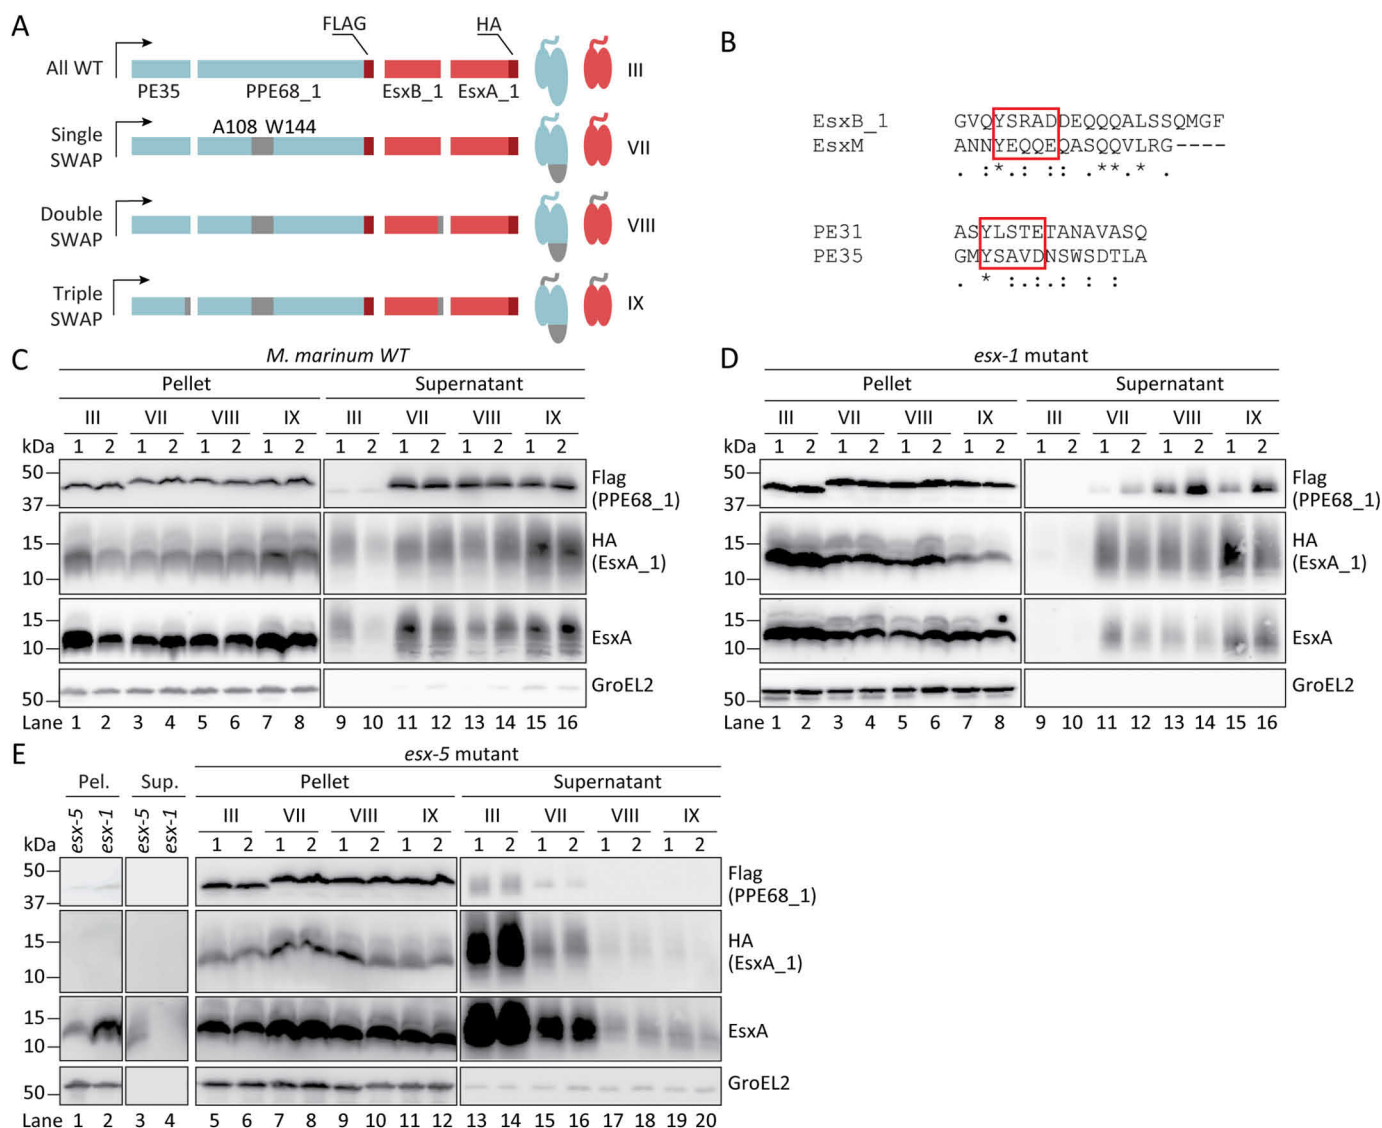 A
FLAG
HA
All WT
PE35
PPE68_1
EsxB_1
EsxA_1
III
A108 W144
Single
SWAP
VII
Double
SWAP
VIII
Triple
SWAP
IX
B
EsxB_1 GVQYSRADDEQQQALSSQMGF
EsxM ANNYEQQEQASQQVLRG----
. :*.: :: .**.* .
PE31 ASYLSTETANAVASQ
PE35 GMYSAVDNSWSDTLA
. * :.:.: : :
C
M. marinum WT
Pellet Supernatant
III VII VIII IX III VII VIII IX
kDa 1 2 1 2 1 2 1 2 1 2 1 2 1 2 1 2
50
37
Flag
(PPE68_1)
15
10
HA
(EsxA_1)
15
10
EsxA
50
GroEL2
Lane 1 2 3 4 5 6 7 8 9 10 11 12 13 14 15 16
D
esx-1 mutant
Pellet Supernatant
III VII VIII IX III VII VIII IX
kDa 1 2 1 2 1 2 1 2 1 2 1 2 1 2 1 2
50
37
Flag
(PPE68_1)
15
10
HA
(EsxA_1)
15
10
EsxA
50
GroEL2
Lane 1 2 3 4 5 6 7 8 9 10 11 12 13 14 15 16
E
esx-5 mutant
Pel. Sup. Pellet Supernatant
esx-5 esx-1 esx-5 esx-1
III VII VIII IX III VII VIII IX
kDa 1 2 1 2 1 2 1 2 1 2 1 2 1 2 1 2
50
37
Flag
(PPE68_1)
15
10
HA
(EsxA_1)
15
10
EsxA
50
GroEL2
Lane 1 2 3 4 5 6 7 8 9 10 11 12 13 14 15 16 17 18 19 20